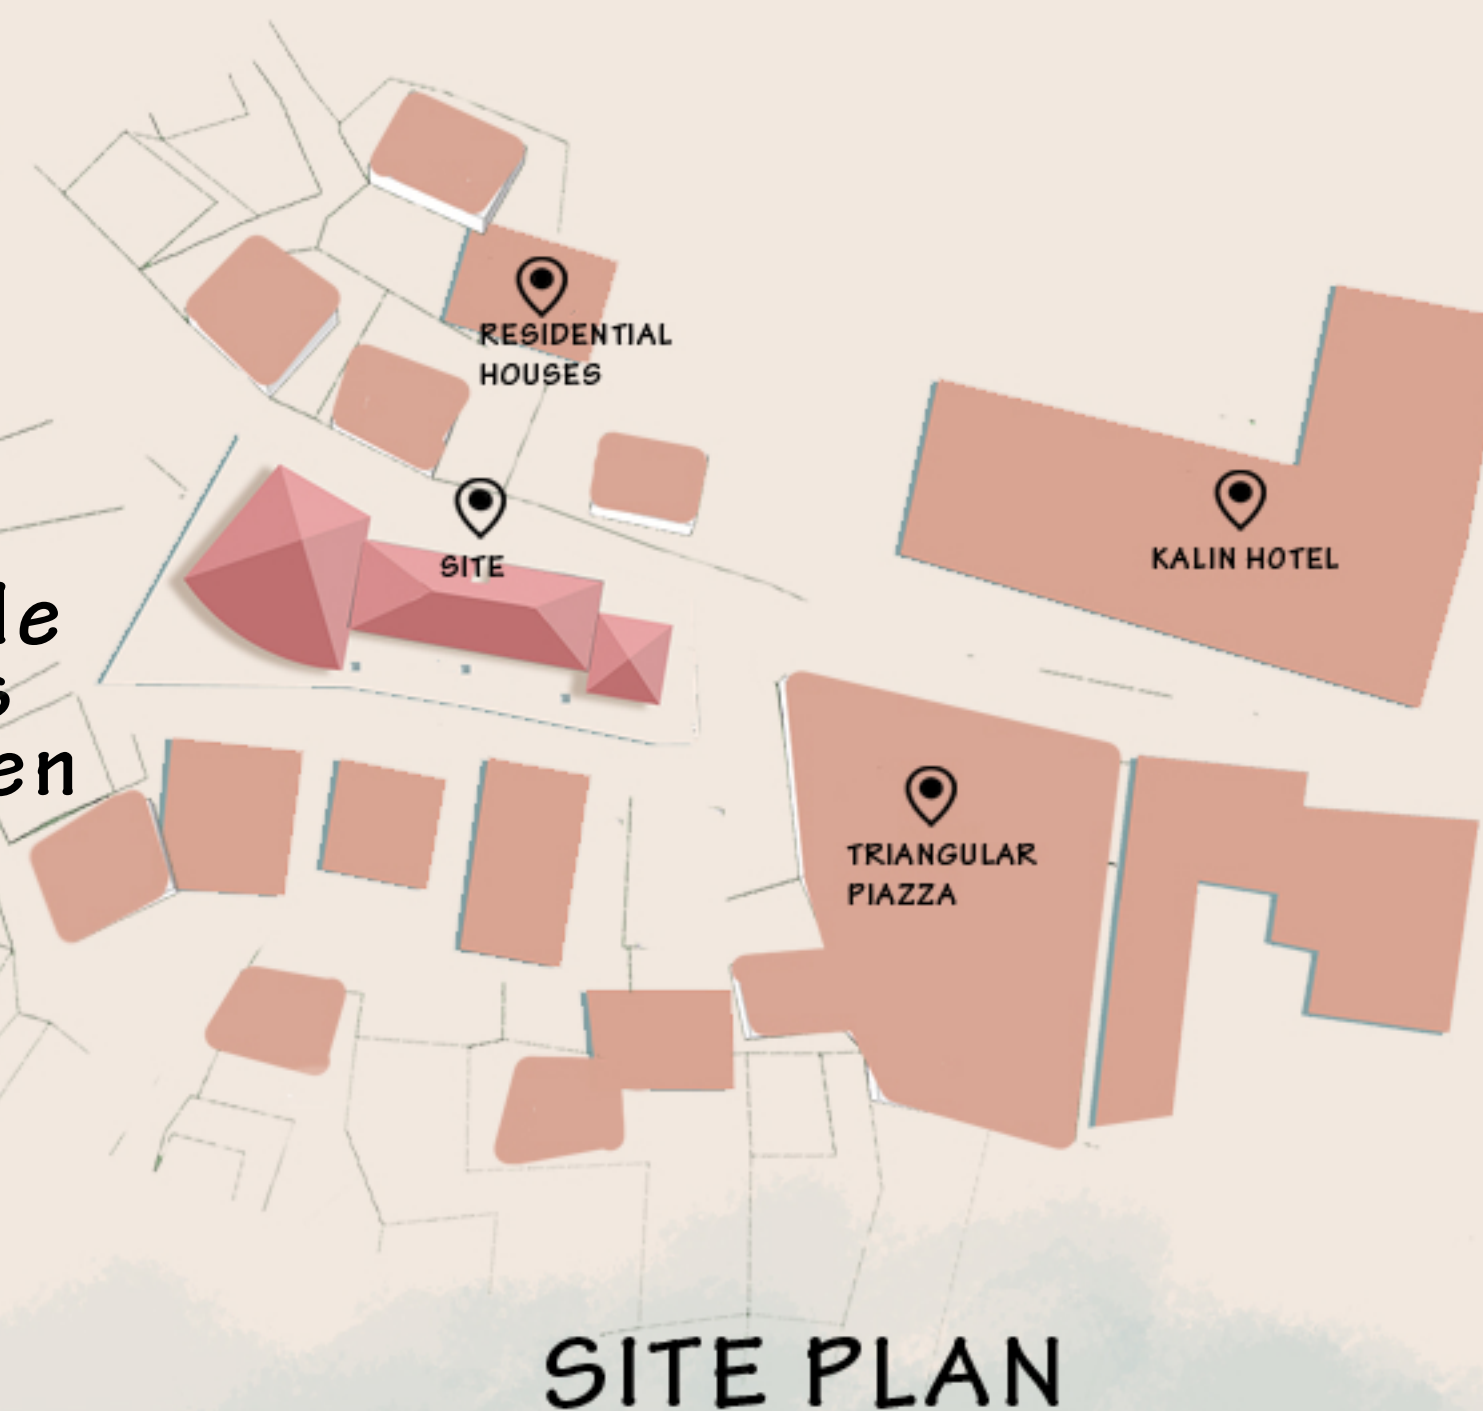 RESIDENTIAL
HOUSES
KALIN HOTEL
SITE
TRIANGULAR
PIAZZA
SITE PLAN